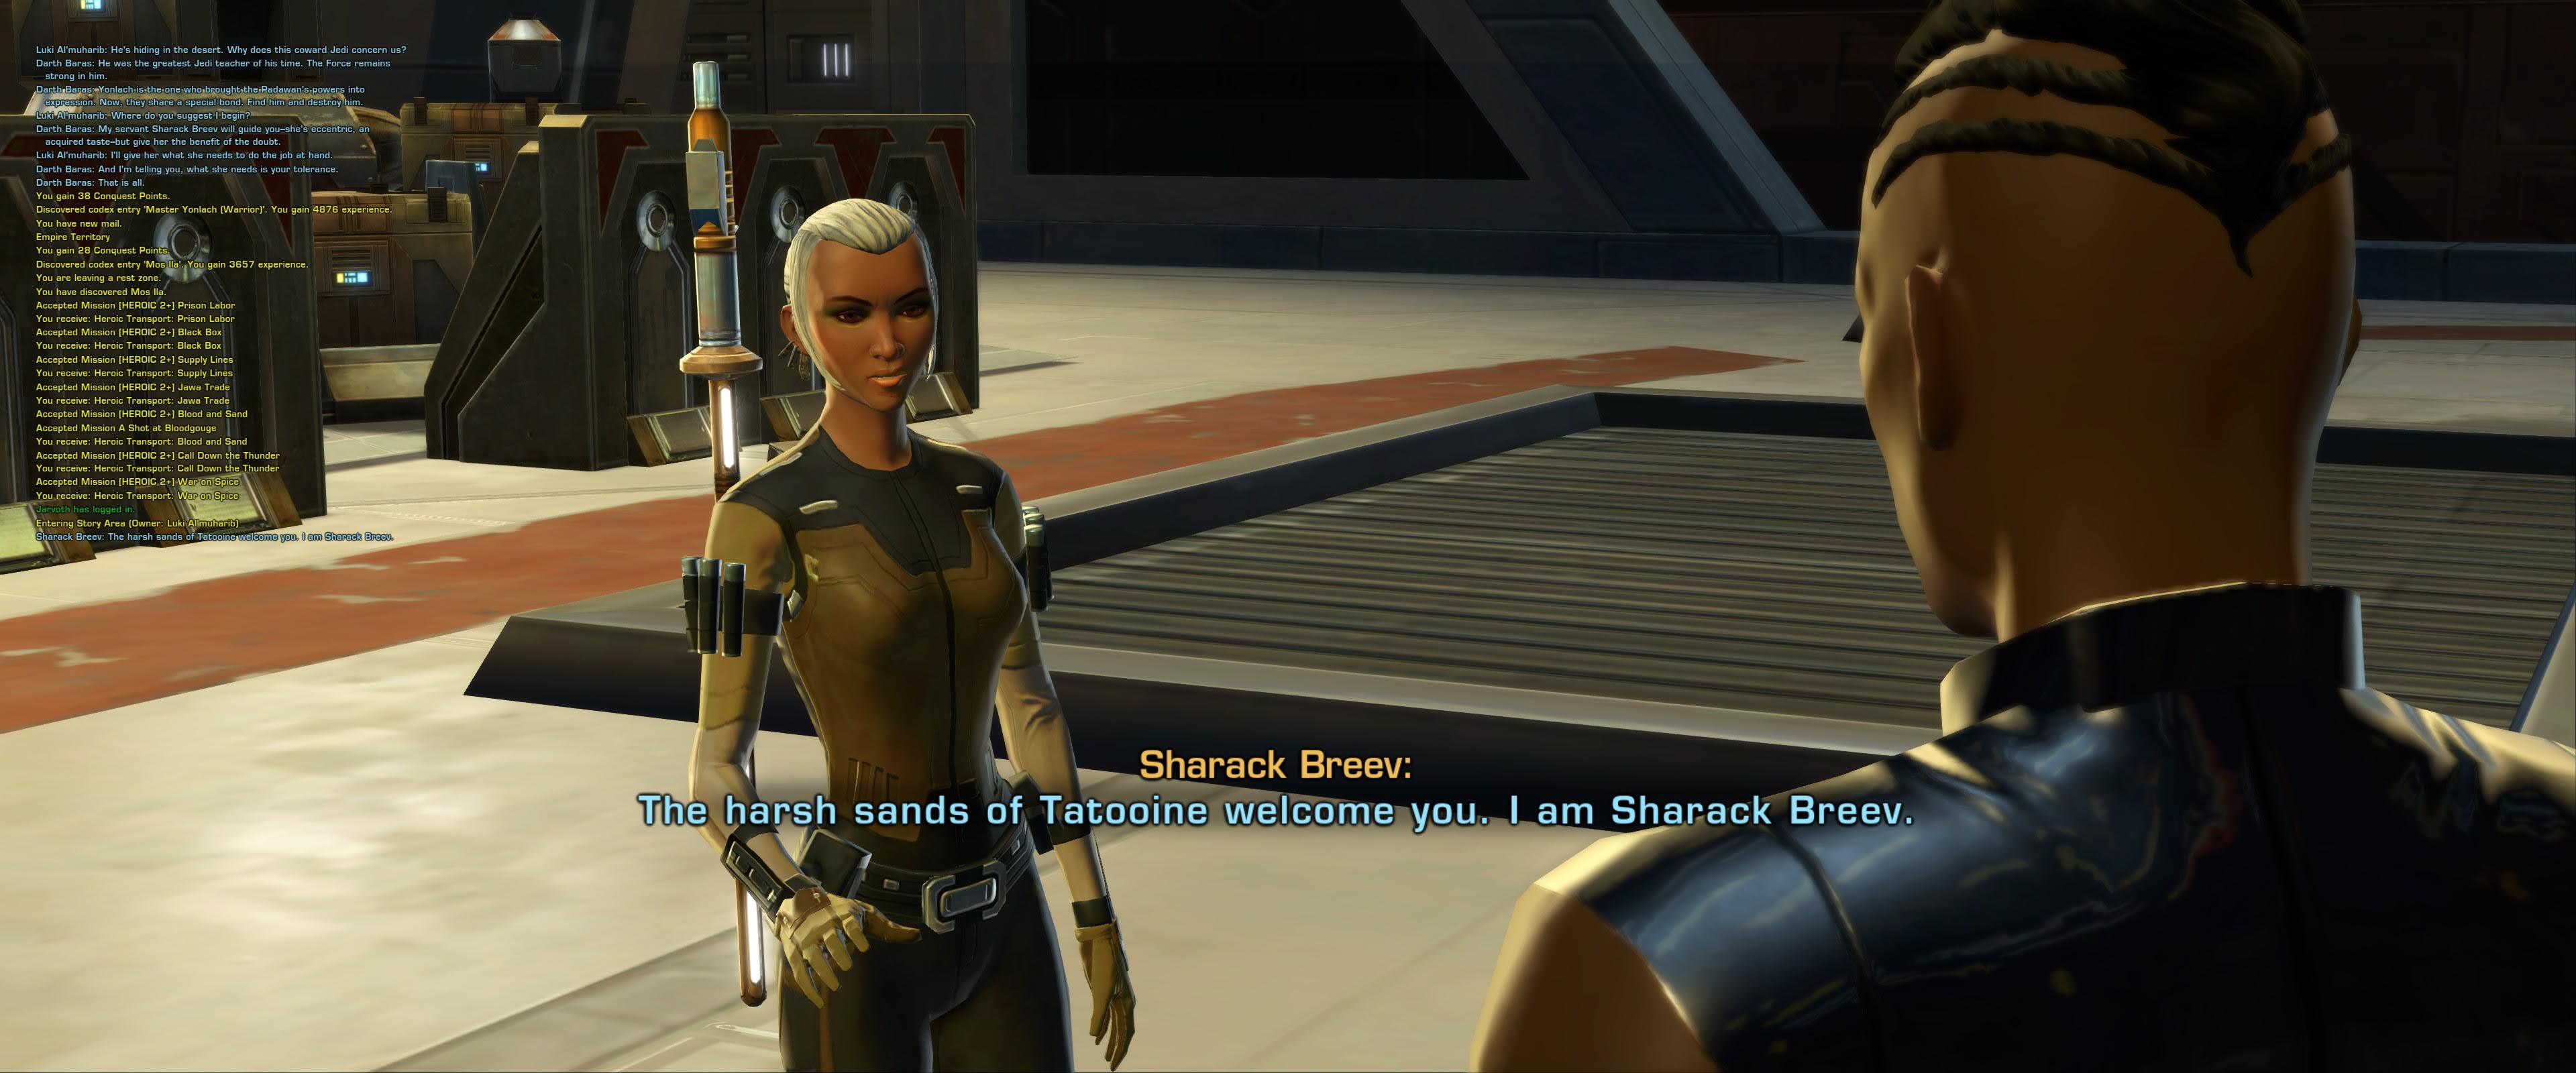 Luki Al'muharib: He's hiding in the desert. Why does this coward Jedi concern us?
Darth Baras: He was the greatest Jedi teacher of his time. The Force remains
strong in him.
Darth Baras: Yonlach is the one who brought the Padawan's powers into
expression. Now, they share a special bond. Find him and destroy him.
Luki Al'muharib: Where do you suggest I begin?
Darth Baras: My servant Sharack Breev will guide you—she's eccentric, an
acquired taste—but give her the benefit of the doubt.
Luki Al'muharib: I'll give her what she needs to do the job at hand.
Darth Baras: And I'm telling you, what she needs is your tolerance.
Darth Baras: That is all.
You gain 38 Conquest Points.
Discovered codex entry 'Master Yonlach (Warrior)'. You gain 4876 experience.
You have new mail.
Empire Territory
You gain 28 Conquest Points.
Discovered codex entry 'Mos Ila'. You gain 3657 experience.
You are leaving a rest zone.
You have discovered Mos Ila.
Accepted Mission [HEROIC 2+] Prison Labor
You receive: Heroic Transport: Prison Labor
Accepted Mission [HEROIC 2+] Black Box
You receive: Heroic Transport: Black Box
Accepted Mission [HEROIC 2+] Supply Lines
You receive: Heroic Transport: Supply Lines
Accepted Mission [HEROIC 2+] Jawa Trade
You receive: Heroic Transport: Jawa Trade
Accepted Mission [HEROIC 2+] Blood and Sand
Accepted Mission A Shot at Bloodgouge
You receive: Heroic Transport: Blood and Sand
Accepted Mission [HEROIC 2+] Call Down the Thunder
You receive: Heroic Transport: Call Down the Thunder
Accepted Mission [HEROIC 2+] War on Spice
You receive: Heroic Transport: War on Spice
Jarvoth has logged in.
Entering Story Area (Owner: Luki Al'muharib)
Sharack Breev: The harsh sands of Tatooine welcome you. I am Sharack Breev.
Sharack Breev:
The harsh sands of Tatooine welcome you. I am Sharack Breev.